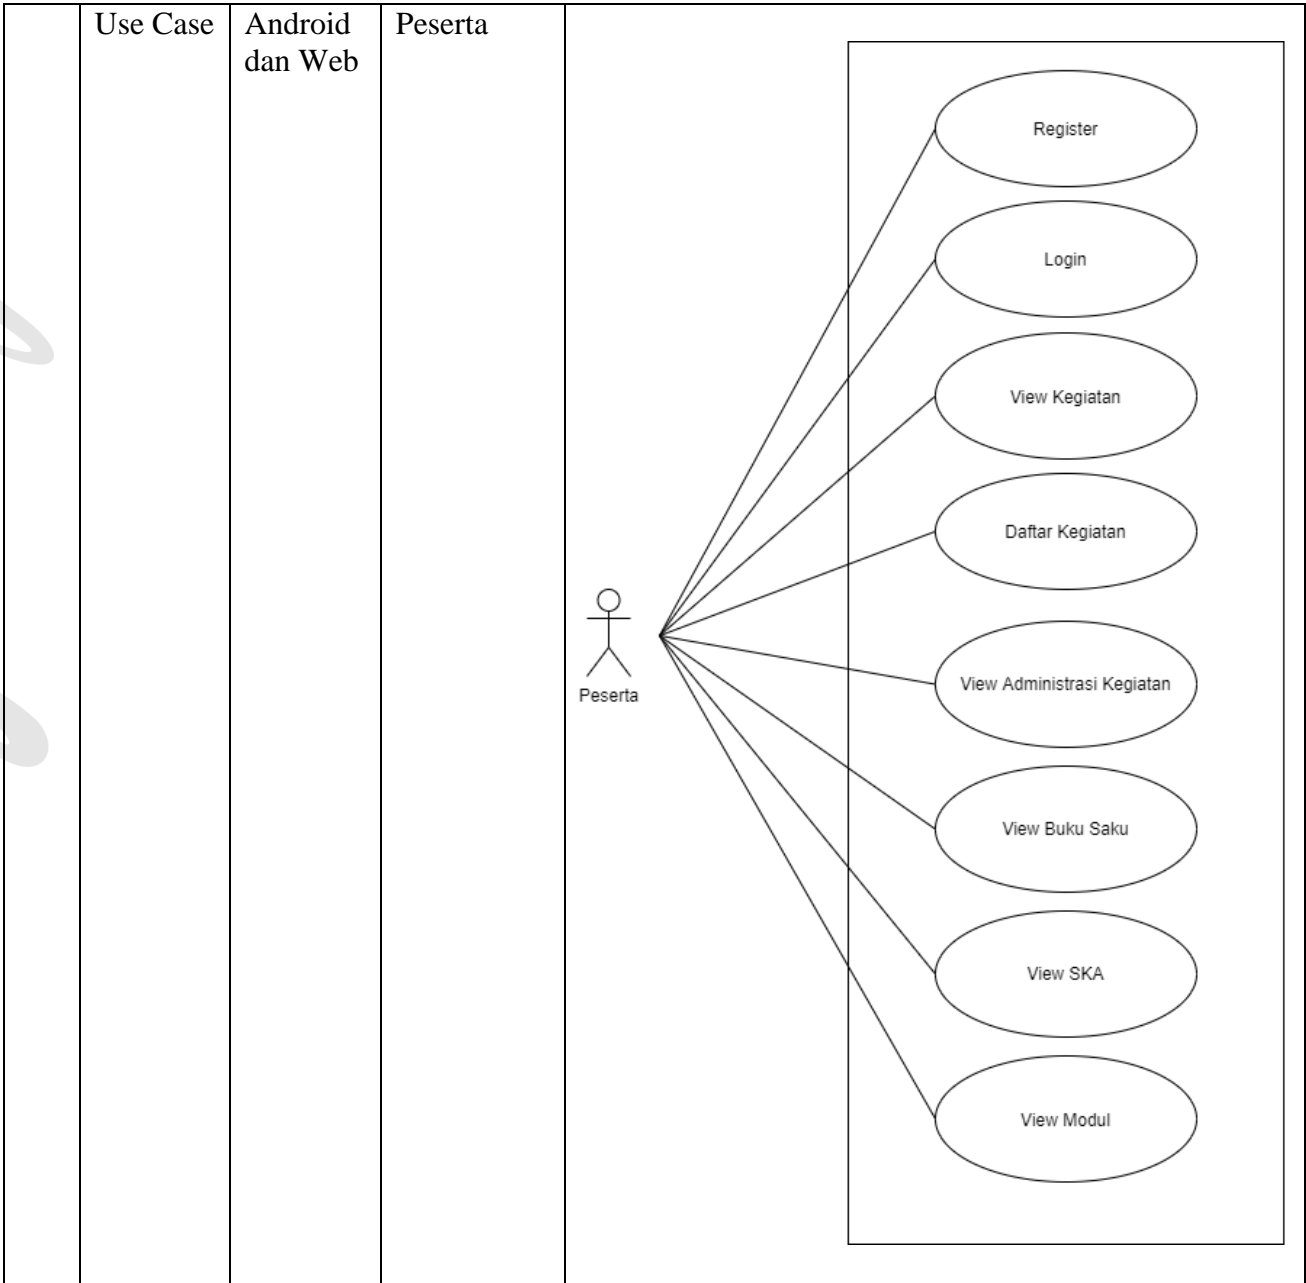 Use Case
Android
dan Web
Peserta
Register
Login
View Kegiatan
Daftar Kegiatan
View Administrasi Kegiatan
Peserta
View Buku Saku
View SKA
View Modul